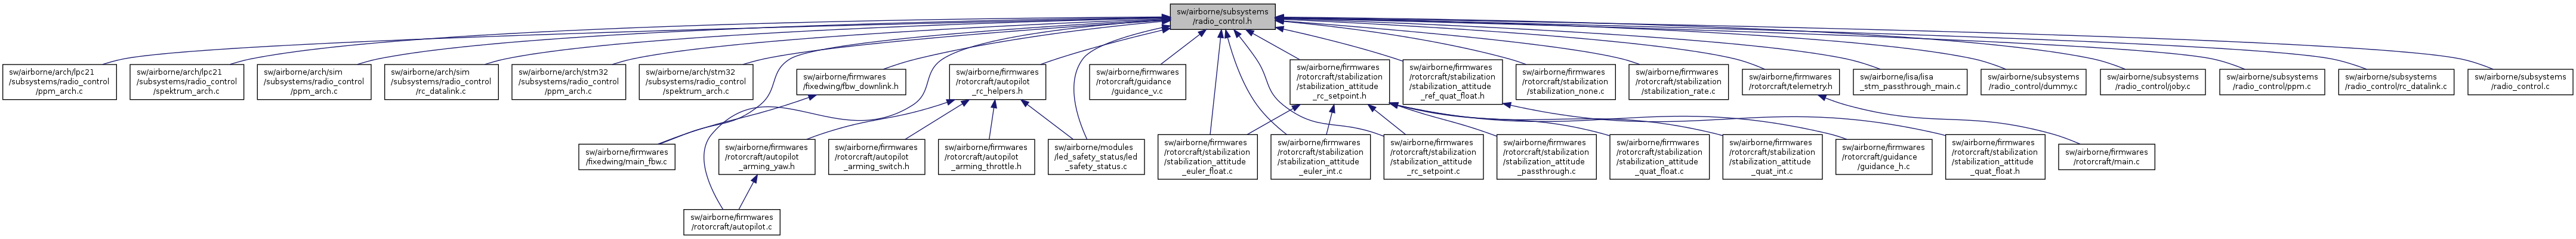 sw/airborne/subsystems
/radio_control.h
sw/airborne/arch/lpc21
/subsystems/radio_control
/ppm_arch.c
sw/airborne/arch/lpc21
/subsystems/radio_control
/spektrum_arch.c
sw/airborne/arch/sim
/subsystems/radio_control
/ppm_arch.c
sw/airborne/arch/sim
/subsystems/radio_control
/rc_datalink.c
sw/airborne/arch/stm32
/subsystems/radio_control
/ppm_arch.c
sw/airborne/arch/stm32
/subsystems/radio_control
/spektrum_arch.c
sw/airborne/firmwares
/fixedwing/fbw_downlink.h
sw/airborne/firmwares
/rotorcraft/autopilot
_rc_helpers.h
sw/airborne/firmwares
/rotorcraft/guidance
/guidance_v.c
sw/airborne/firmwares
/rotorcraft/stabilization
/stabilization_attitude
_rc_setpoint.h
sw/airborne/firmwares
/rotorcraft/stabilization
/stabilization_attitude
_ref_quat_float.h
sw/airborne/firmwares
/rotorcraft/stabilization
/stabilization_none.c
sw/airborne/firmwares
/rotorcraft/stabilization
/stabilization_rate.c
sw/airborne/firmwares
/rotorcraft/telemetry.h
sw/airborne/lisa/lisa
_stm_passthrough_main.c
sw/airborne/subsystems
/radio_control/dummy.c
sw/airborne/subsystems
/radio_control/joby.c
sw/airborne/subsystems
/radio_control/ppm.c
sw/airborne/subsystems
/radio_control/rc_datalink.c
sw/airborne/subsystems
/radio_control.c
sw/airborne/firmwares
/fixedwing/main_fbw.c
sw/airborne/firmwares
/rotorcraft/autopilot
_arming_yaw.h
sw/airborne/firmwares
/rotorcraft/autopilot
_arming_switch.h
sw/airborne/firmwares
/rotorcraft/autopilot
_arming_throttle.h
sw/airborne/modules
/led_safety_status/led
_safety_status.c
sw/airborne/firmwares
/rotorcraft/stabilization
/stabilization_attitude
_euler_float.c
sw/airborne/firmwares
/rotorcraft/stabilization
/stabilization_attitude
_euler_int.c
sw/airborne/firmwares
/rotorcraft/stabilization
/stabilization_attitude
_rc_setpoint.c
sw/airborne/firmwares
/rotorcraft/stabilization
/stabilization_attitude
_passthrough.c
sw/airborne/firmwares
/rotorcraft/stabilization
/stabilization_attitude
_quat_float.c
sw/airborne/firmwares
/rotorcraft/stabilization
/stabilization_attitude
_quat_int.c
sw/airborne/firmwares
/rotorcraft/guidance
/guidance_h.c
sw/airborne/firmwares
/rotorcraft/stabilization
/stabilization_attitude
_quat_float.h
sw/airborne/firmwares
/rotorcraft/main.c
sw/airborne/firmwares
/rotorcraft/autopilot.c